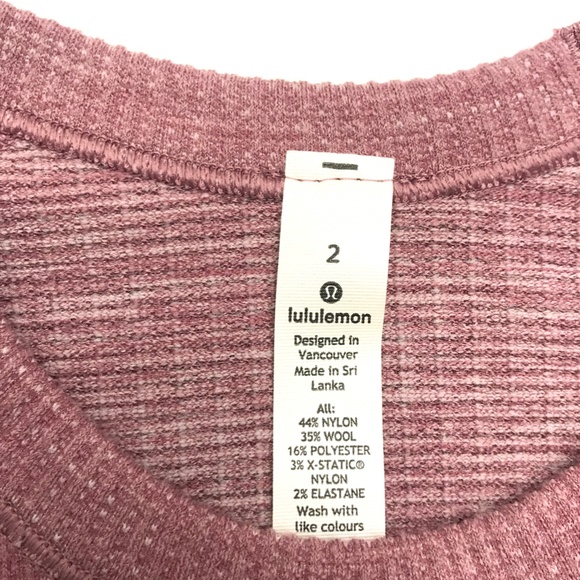 2
lululemon
Designed in
Vancouver
Made in Sri
Lanka
All:
44% NYLON
35% WOOL
16% POLYESTER
3% X-STATIC®
NYLON
2% ELASTANE
Wash with
like colours